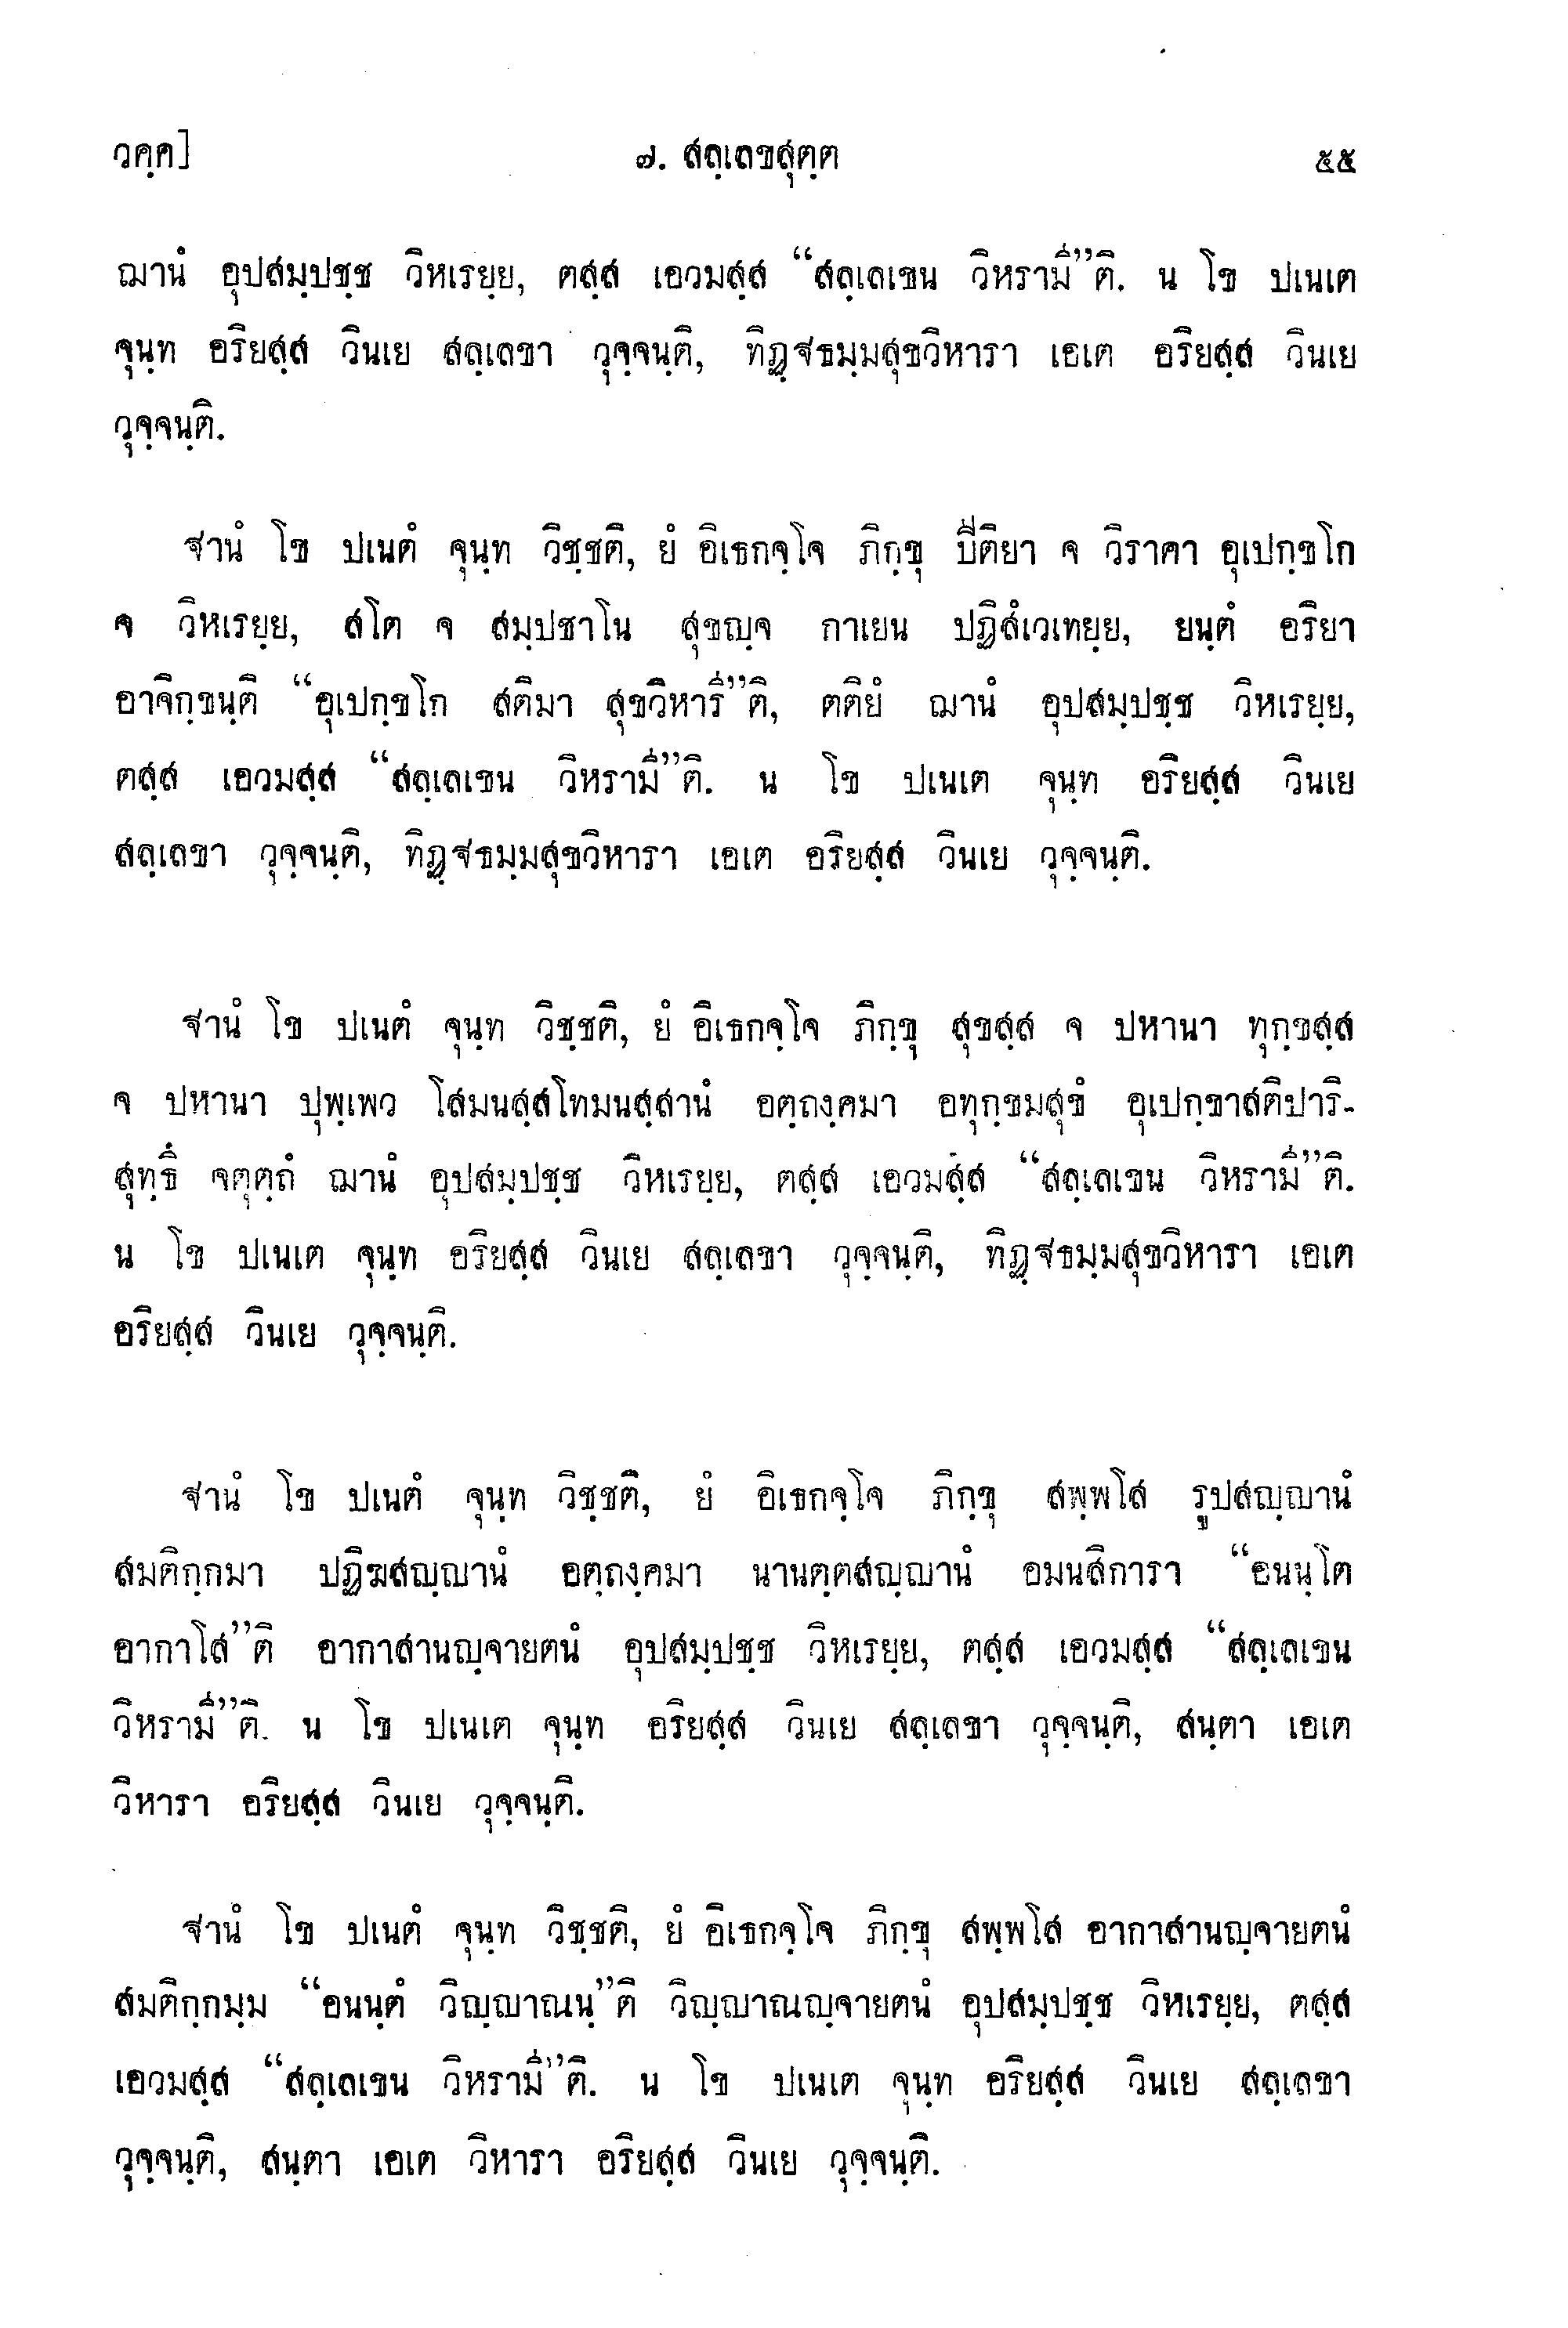 วคฺค]
๗. สลฺเลขสุตฺต
๕๕
ฌานํ อุปสมฺปชฺช วิหเรยฺย, ตสฺส เอวมสฺส “สลฺเลเขน วิหรามี่”ติ. น โข ปเนเต
จุนฺท อริยสฺส วินเย สลฺเลขา วุจฺจนฺติ, ทิฏฺฐธมฺมสุขวิหารา เอเต อริยสฺส วินเย
วุจฺจนฺติ.
ฐานํ โข ปเนตํ จุนฺท วิชฺชติ, ยํ อิเธกจฺโจ ภิกฺขุ ปีติยา จ วิราคา อุเปกฺขโก
จ วิหเรยฺย, สโต จ สมฺปชาโน สุขญฺจ กาเยน ปฏิสํเวเทยฺย, ยนฺตํ อริยา
อาจิกฺขนฺติ “อุเปกฺขโก สติมา สุขวิหารี่”ติ, ตติยํ ฌานํ อุปสมฺปชฺช วิหเรยฺย,
ตสฺส เอวมสฺส “สลฺเลเขน วิหรามี่”ติ. น โข ปเนเต จุนฺท อริยสฺส วินเย
สลฺเลขา วุจฺจนฺติ, ทิฏฺฐธมฺมสุขวิหารา เอเต อริยสฺส วินเย วุจฺจนฺติ.
ฐานํ โข ปเนตํ จุนฺท วิชฺชติ, ยํ อิเธกจฺโจ ภิกฺขุ สุขสฺส จ ปหานา ทุกฺขสฺส
จ ปหานา ปุพฺเพว โสมนสฺสโทมนสฺสานํ อตฺถงฺคมา อทุกฺขมสุขํ อุเปกฺขาสติปาริ-
สุทฺธึ จตุตฺถํ ฌานํ อุปสมฺปชฺช วิหเรยฺย, ตสฺส เอวมสฺส “สลฺเลเขน วิหรามี่”ติ.
น โข ปเนเต จุนฺท อริยสฺส วินเย สลฺเลขา วุจฺจนฺติ, ทิฏฺฐธมฺมสุขวิหารา เอเต
อริยสฺส วินเย วุจฺจนฺติ.
ฐานํ โข ปเนตํ จุนฺท วิชฺชติ, ยํ อิเธกจฺโจ ภิกฺขุ สพฺพโส รูปสญฺญานํ
สมติกฺกมา ปฏิฆสญฺญานํ อตฺถงฺคมา นานตฺตสญฺญานํ อมนสิการา “อนนฺโต
อากาโส”ติ อากาสานญฺจายตนํ อุปสมฺปชฺช วิหเรยฺย, ตสฺส เอวมสฺส “สลฺเลเขน
วิหรามี่”ติ. น โข ปเนเต จุนฺท อริยสฺส วินเย สลฺเลขา วุจฺจนฺติ, สนฺตา เอเต
วิหารา อริยสฺส วินเย วุจฺจนฺติ.
ฐานํ โข ปเนตํ จุนฺท วิชฺชติ, ยํ อิเธกจฺโจ ภิกฺขุ สพฺพโส อากาสานญฺจายตนํ
สมติกฺกมฺม “อนนฺตํ วิญฺญาณนฺ”ติ วิญฺญาณญฺจายตนํ อุปสมฺปชฺช วิหเรยฺย, ตสฺส
เอวมสฺส “สลฺเลเขน วิหรามี่”ติ. น โข ปเนเต จุนฺท อริยสฺส วินเย สลฺเลขา
วุจฺจนฺติ, สนฺตา เอเต วิหารา อริยสฺส วินเย วุจฺจนฺติ.